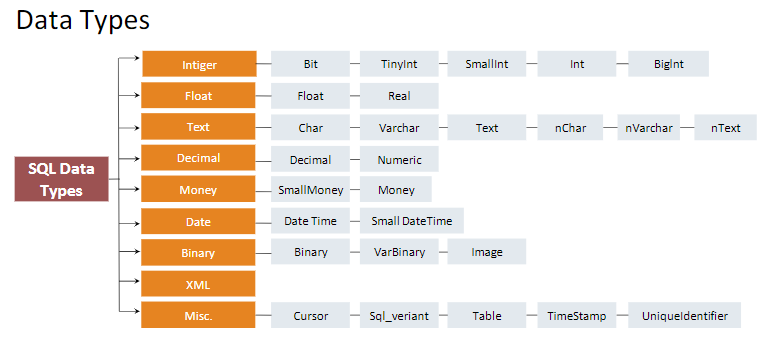 Data Types
SQL Data
Types
Intiger Bit TinyInt SmallInt Int BigInt
Float Float Real
Text Char Varchar Text nChar nVarchar nText
Decimal Decimal Numeric
Money SmallMoney Money
Date Date Time Small DateTime
Binary Binary VarBinary Image
XML
Misc. Cursor Sql_veriant Table TimeStamp UniqueIdentifier